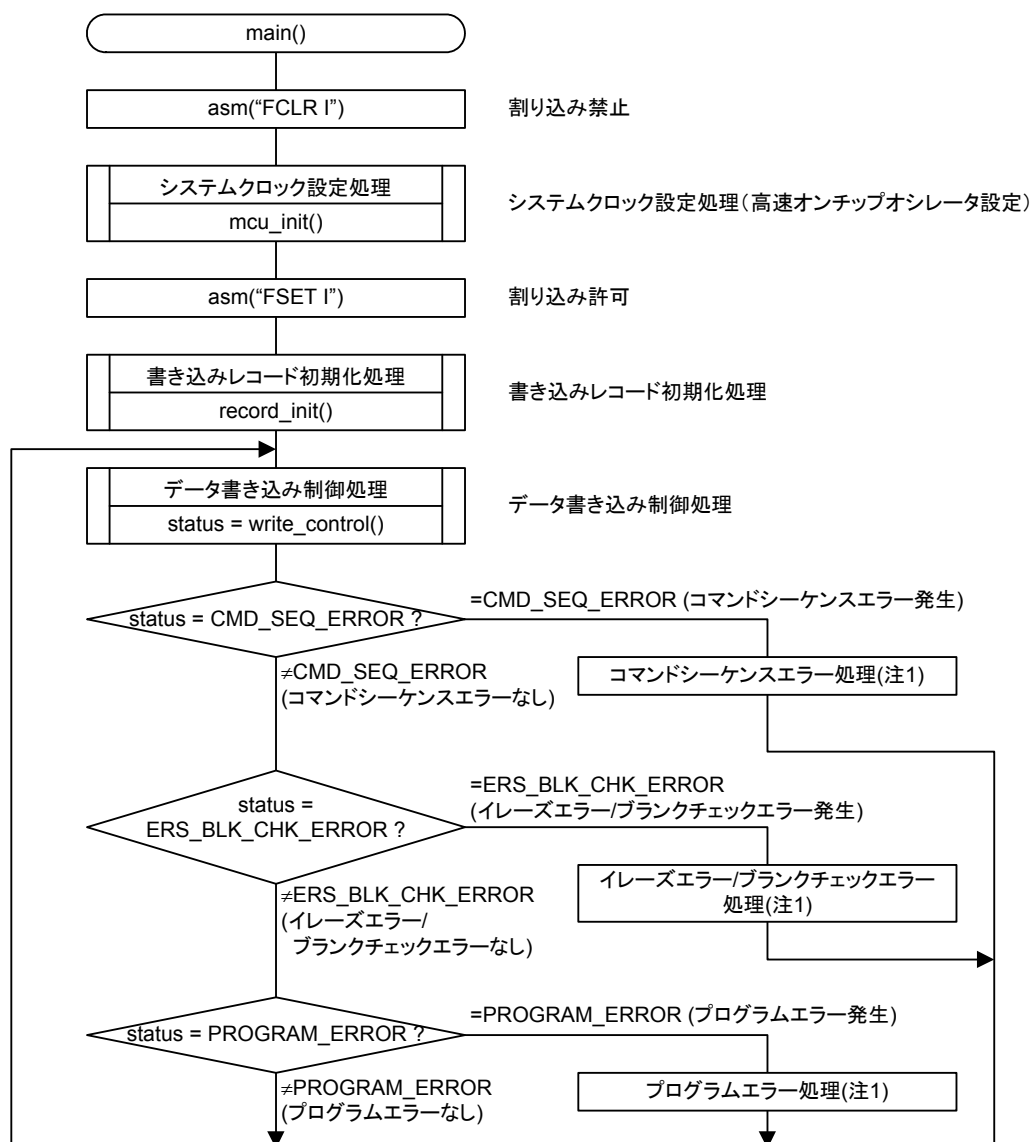 main()
asm(“FCLR I”)
割り込み禁止
システムクロック設定処理
mcu_init()
システムクロック設定処理(高速オンチップオシレータ設定)
asm(“FSET I”)
割り込み許可
書き込みレコード初期化処理
record_init()
書き込みレコード初期化処理
データ書き込み制御処理
status = write_control()
データ書き込み制御処理
status = CMD_SEQ_ERROR ?
=CMD_SEQ_ERROR (コマンドシーケンスエラー発生)
≠CMD_SEQ_ERROR
(コマンドシーケンスエラーなし)
コマンドシーケンスエラー処理(注1)
status =
ERS_BLK_CHK_ERROR ?
=ERS_BLK_CHK_ERROR
(イレーズエラー/ブランクチェックエラー発生)
≠ERS_BLK_CHK_ERROR
(イレーズエラー/
ブランクチェックエラーなし)
イレーズエラー/ブランクチェックエラー
処理(注1)
status = PROGRAM_ERROR ?
=PROGRAM_ERROR (プログラムエラー発生)
≠PROGRAM_ERROR
(プログラムエラーなし)
プログラムエラー処理(注1)